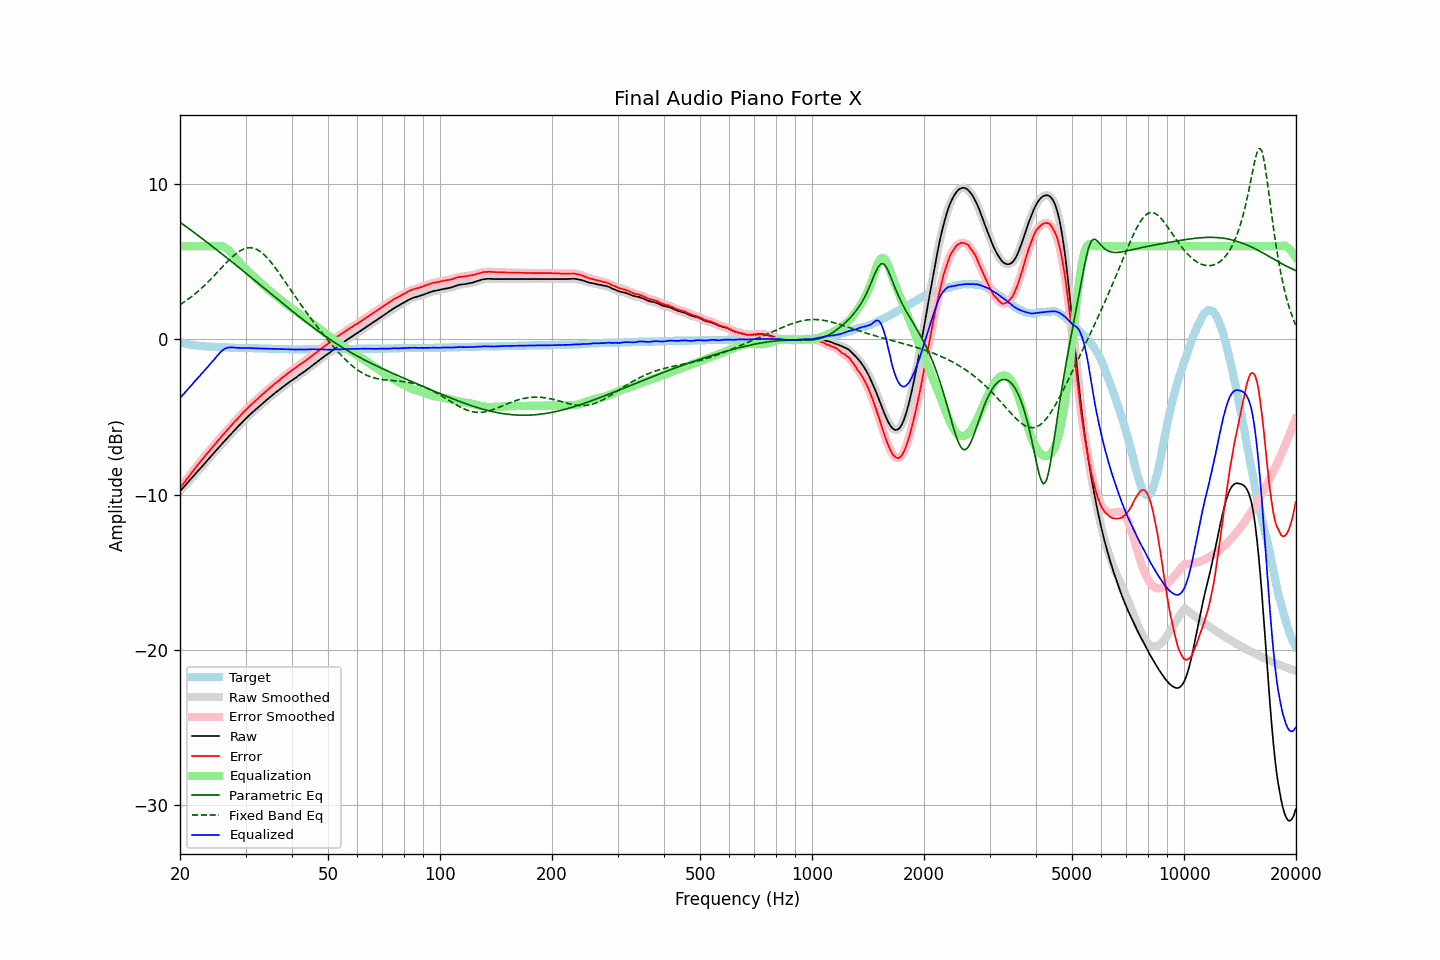 Final Audio Piano Forte X
Amplitude (dBr)
10
0
−10
−20
−30
Target
Raw Smoothed
Error Smoothed
Raw
Error
Equalization
Parametric Eq
Fixed Band Eq
Equalized
20 50 100 200 500 1000 2000 5000 10000 20000
Frequency (Hz)